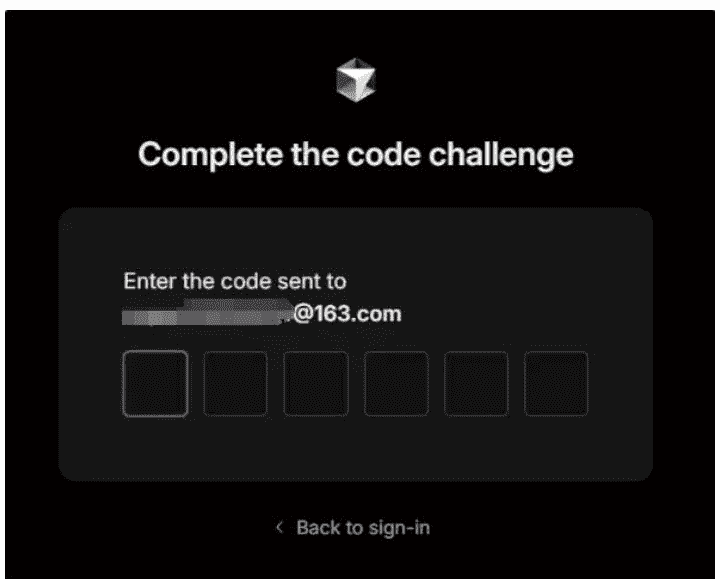 Complete the code challenge
Enter the code sent to
@163.com
Back to sign-in